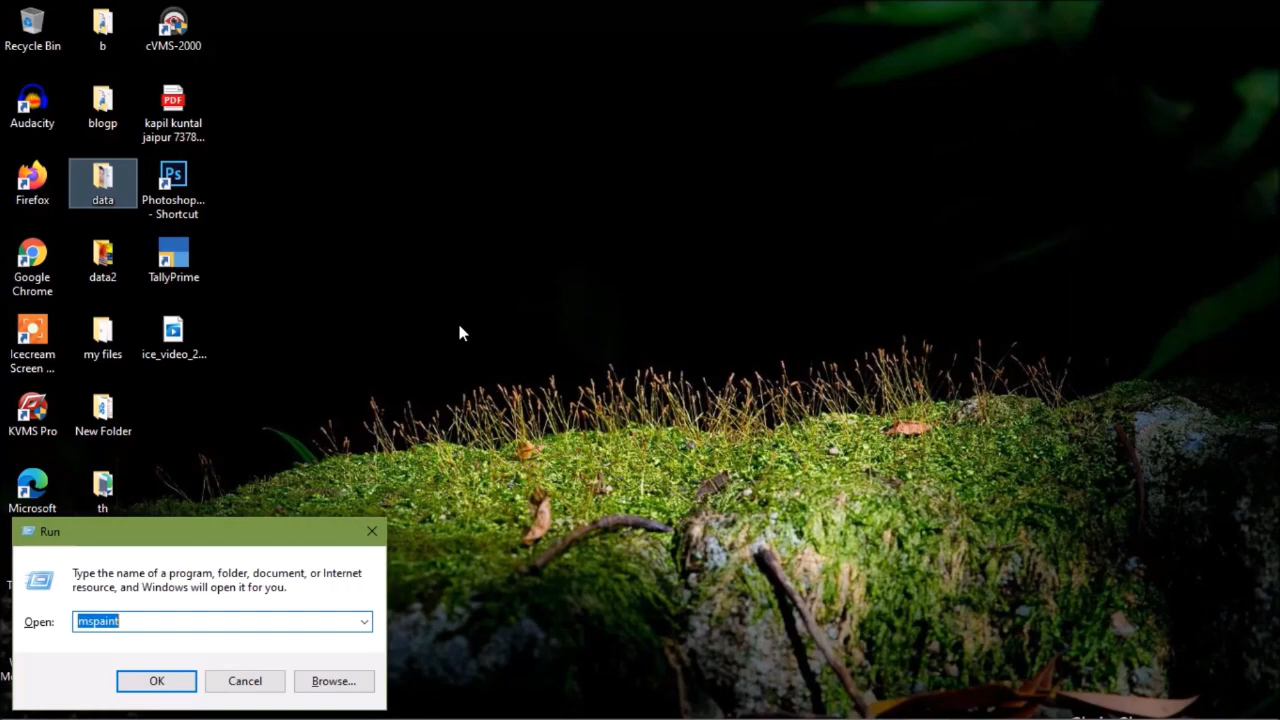 Recycle Bin
b
cVMS-2000
Audacity
blogp
kapil kuntal
jaipur 7378...
Firefox
data
Photoshop...
- Shortcut
Google
Chrome
data2
TallyPrime
Icecream
Screen ...
my files
ice_video_2...
KVMS Pro
New Folder
Microsoft
th
Run
Type the name of a program, folder, document, or Internet
resource, and Windows will open it for you.
Open:
mspaint
OK
Cancel
Browse...